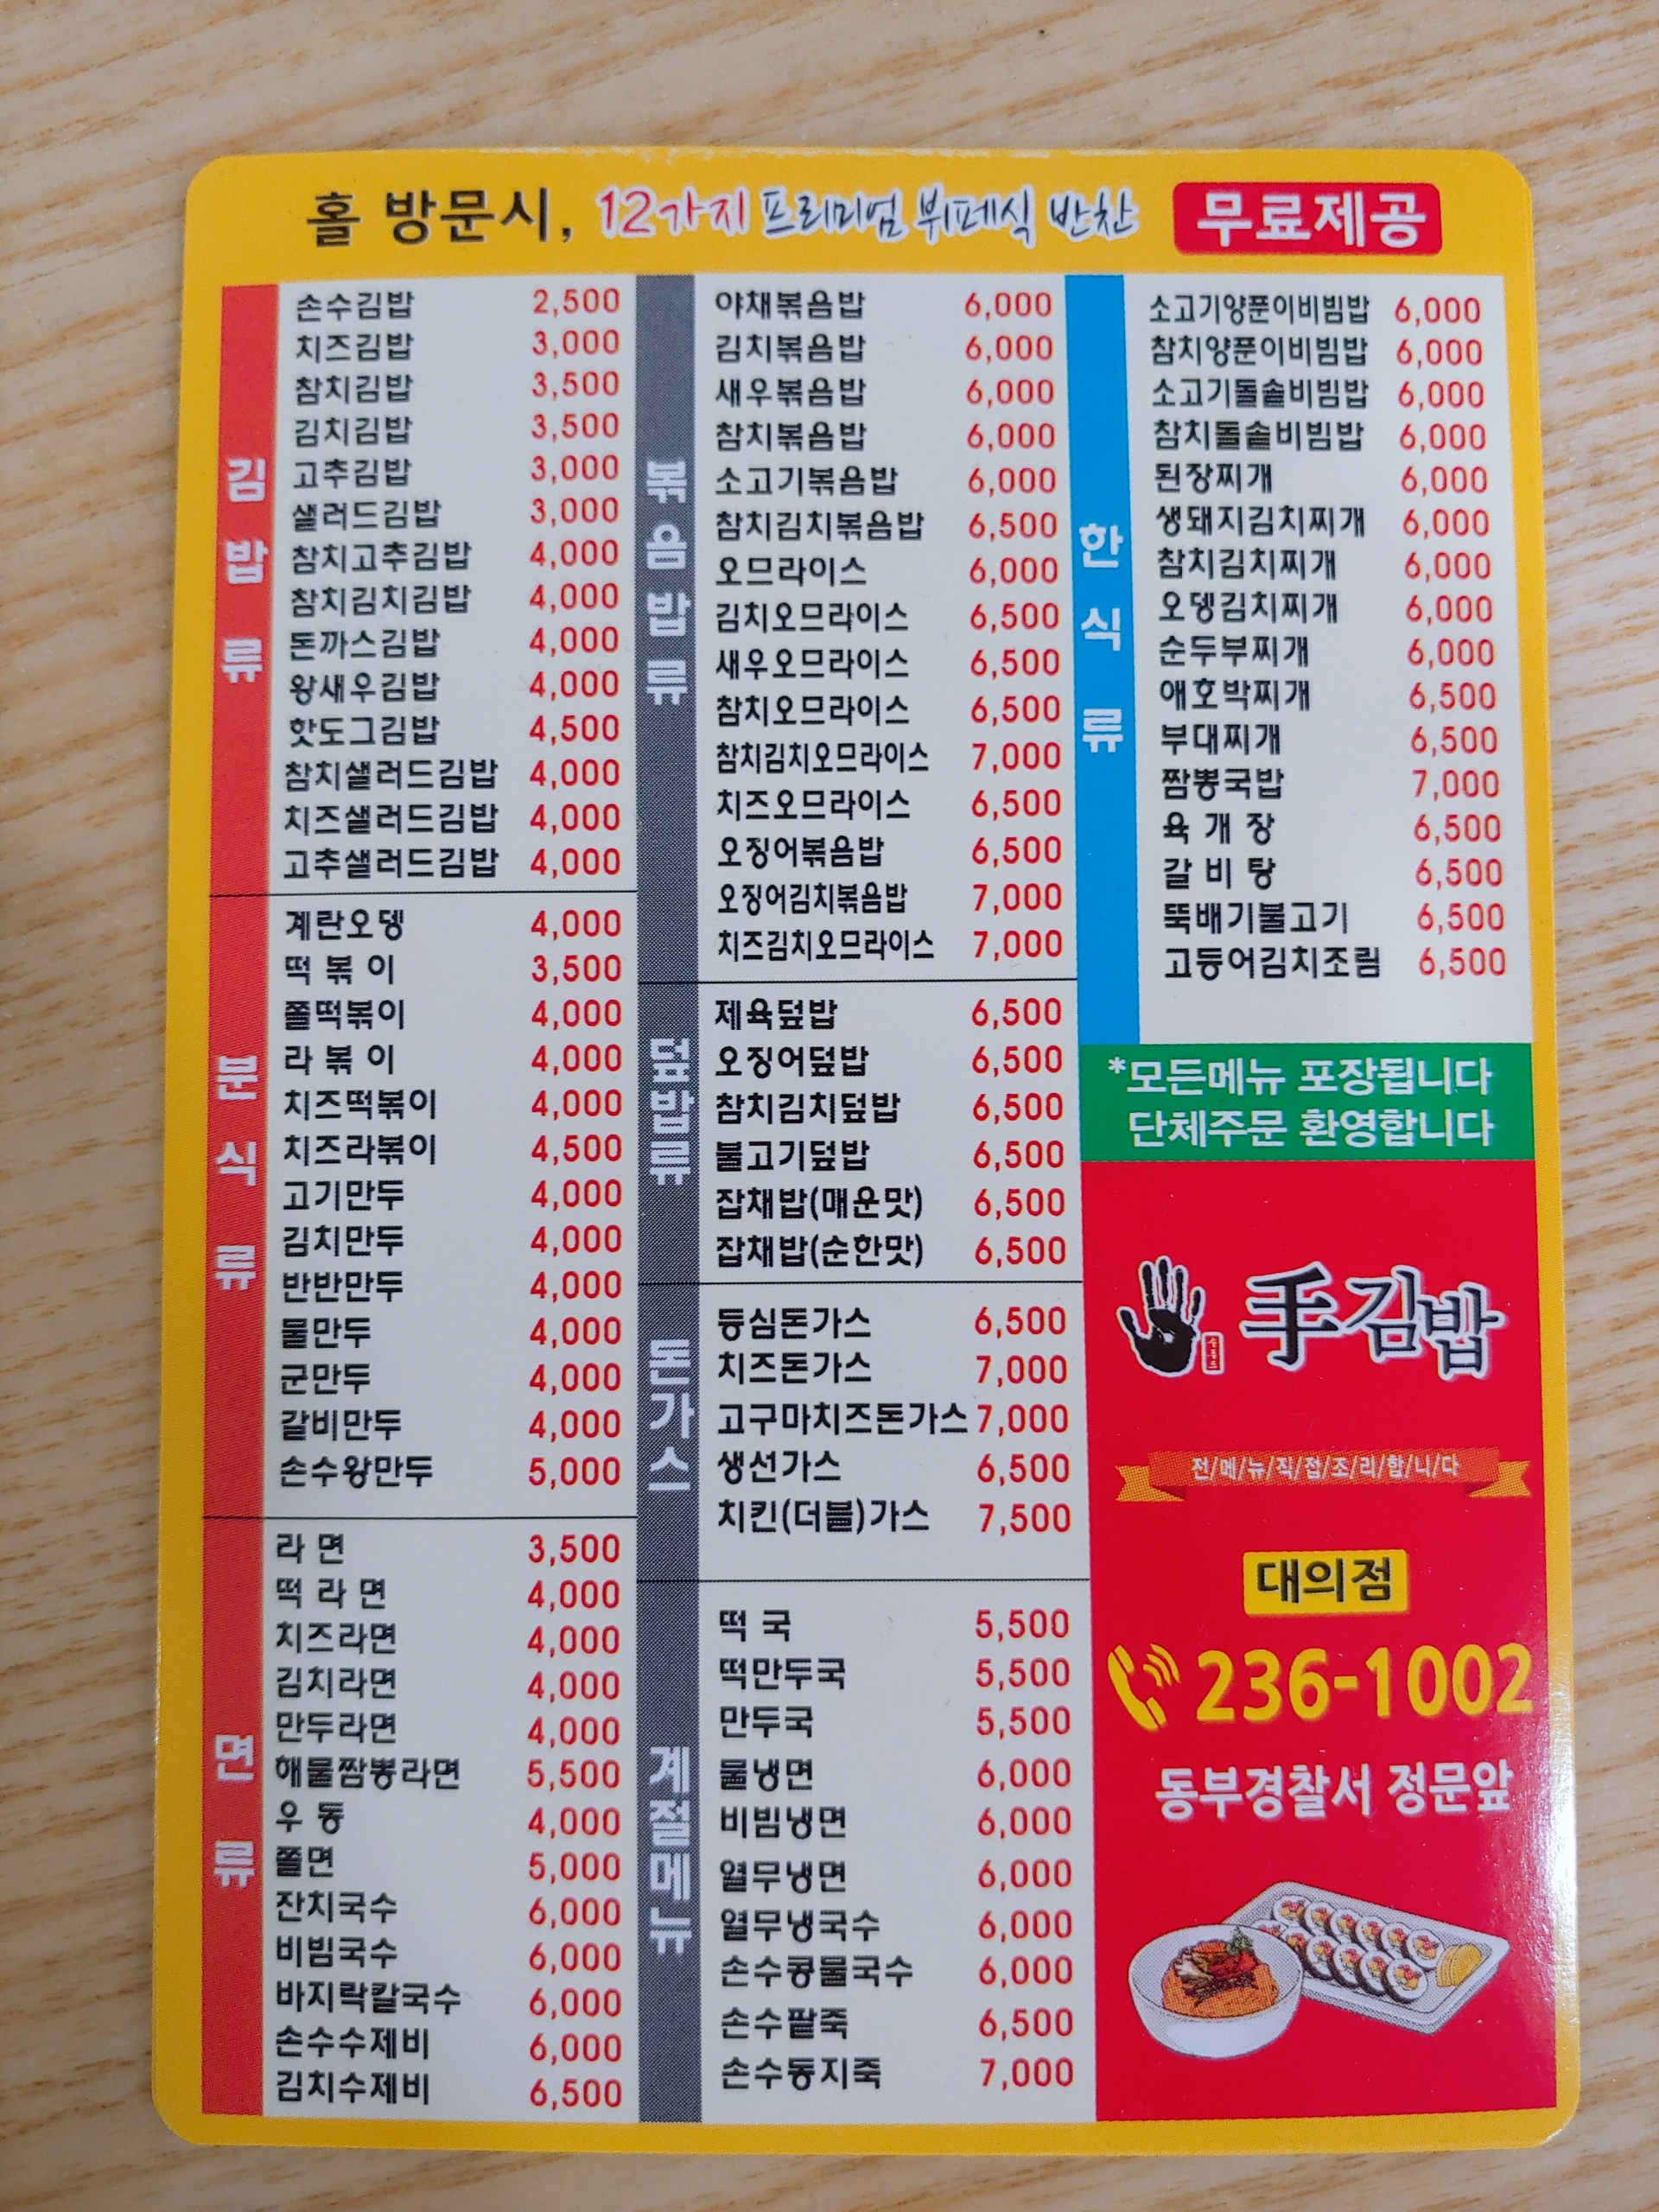 홀 방문시, 12가지 프리미엄 뷔페식 반찬 무료제공
김밥류
손수김밥 2,500
치즈김밥 3,000
참치김밥 3,500
김치김밥 3,500
고추김밥 3,000
샐러드김밥 3,000
참치고추김밥 4,000
참치김치김밥 4,000
돈까스김밥 4,000
왕새우김밥 4,000
핫도그김밥 4,500
참치샐러드김밥 4,000
치즈샐러드김밥 4,000
고추샐러드김밥 4,000
분식류
계란오뎅 4,000
떡 볶 이 3,500
쫄떡볶이 4,000
라 볶 이 4,000
치즈떡볶이 4,000
치즈라볶이 4,500
고기만두 4,000
김치만두 4,000
반반만두 4,000
물만두 4,000
군만두 4,000
갈비만두 4,000
손수왕만두 5,000
면류
라 면 3,500
떡 라 면 4,000
치즈라면 4,000
김치라면 4,000
만두라면 4,000
해물짬뽕라면 5,500
우 동 4,000
쫄면 5,000
잔치국수 6,000
비빔국수 6,000
바지락칼국수 6,000
손수수제비 6,000
김치수제비 6,500
볶음밥류
야채볶음밥 6,000
김치볶음밥 6,000
새우볶음밥 6,000
참치볶음밥 6,000
소고기볶음밥 6,000
참치김치볶음밥 6,500
오므라이스 6,000
김치오므라이스 6,500
새우오므라이스 6,500
참치오므라이스 6,500
참치김치오므라이스 7,000
치즈오므라이스 6,500
오징어볶음밥 6,500
오징어김치볶음밥 7,000
치즈김치오므라이스 7,000
덮밥류
제육덮밥 6,500
오징어덮밥 6,500
참치김치덮밥 6,500
불고기덮밥 6,500
잡채밥(매운맛) 6,500
잡채밥(순한맛) 6,500
돈가스
등심돈가스 6,500
치즈돈가스 7,000
고구마치즈돈가스 7,000
생선가스 6,500
치킨(더블)가스 7,500
계절메뉴
떡 국 5,500
떡만두국 5,500
만두국 5,500
물냉면 6,000
비빔냉면 6,000
열무냉면 6,000
열무냉국수 6,000
손수콩물국수 6,000
손수팥죽 6,500
손수동지죽 7,000
한식류
소고기양푼이비빔밥 6,000
참치양푼이비빔밥 6,000
소고기돌솥비빔밥 6,000
참치돌솥비빔밥 6,000
된장찌개 6,000
생돼지김치찌개 6,000
참치김치찌개 6,000
오뎅김치찌개 6,000
순두부찌개 6,000
애호박찌개 6,500
부대찌개 6,500
짬뽕국밥 7,000
육 개 장 6,500
갈 비 탕 6,500
뚝배기불고기 6,500
고등어김치조림 6,500
*모든메뉴 포장됩니다
단체주문 환영합니다
手김밥
전/메/뉴/직/접/조/리/합/니/다
대의점
236-1002
동부경찰서 정문앞